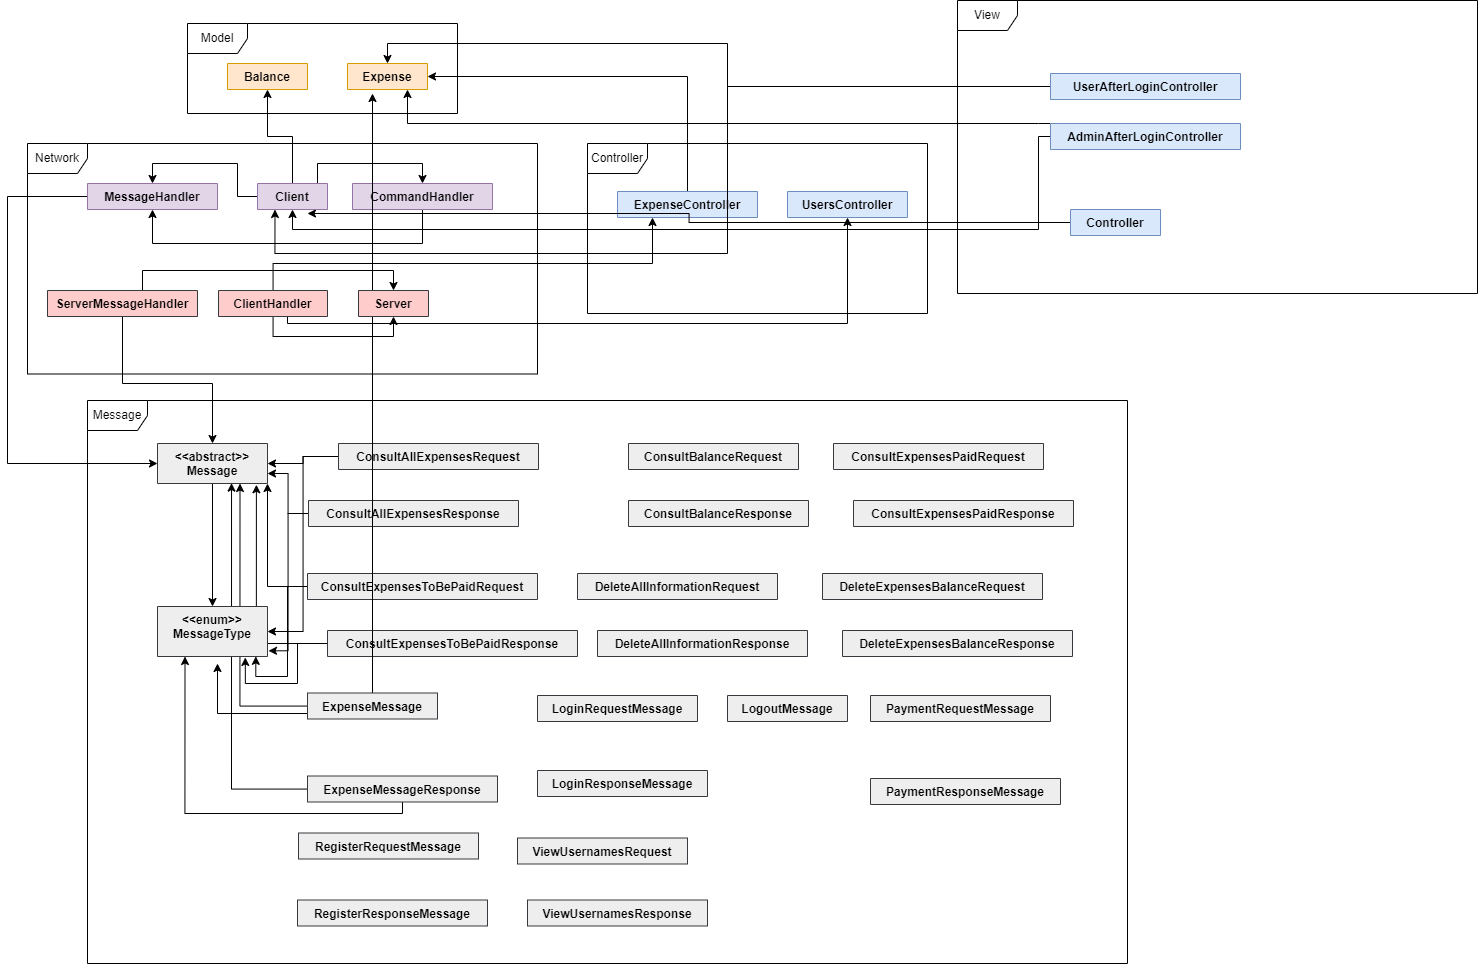 View
Model
Balance
Expense
UserAfterLoginController
AdminAfterLoginController
Network
Controller
MessageHandler
Client
CommandHandler
ExpenseController
UsersController
Controller
ServerMessageHandler
ClientHandler
Server
Message
<<abstract>>
Message
ConsultAllExpensesRequest
ConsultBalanceRequest
ConsultExpensesPaidRequest
ConsultAllExpensesResponse
ConsultBalanceResponse
ConsultExpensesPaidResponse
ConsultExpensesToBePaidRequest
DeleteAllInformationRequest
DeleteExpensesBalanceRequest
<<enum>>
MessageType
ConsultExpensesToBePaidResponse
DeleteAllInformationResponse
DeleteExpensesBalanceResponse
ExpenseMessage
LoginRequestMessage
LogoutMessage
PaymentRequestMessage
ExpenseMessageResponse
LoginResponseMessage
PaymentResponseMessage
RegisterRequestMessage
ViewUsernamesRequest
RegisterResponseMessage
ViewUsernamesResponse